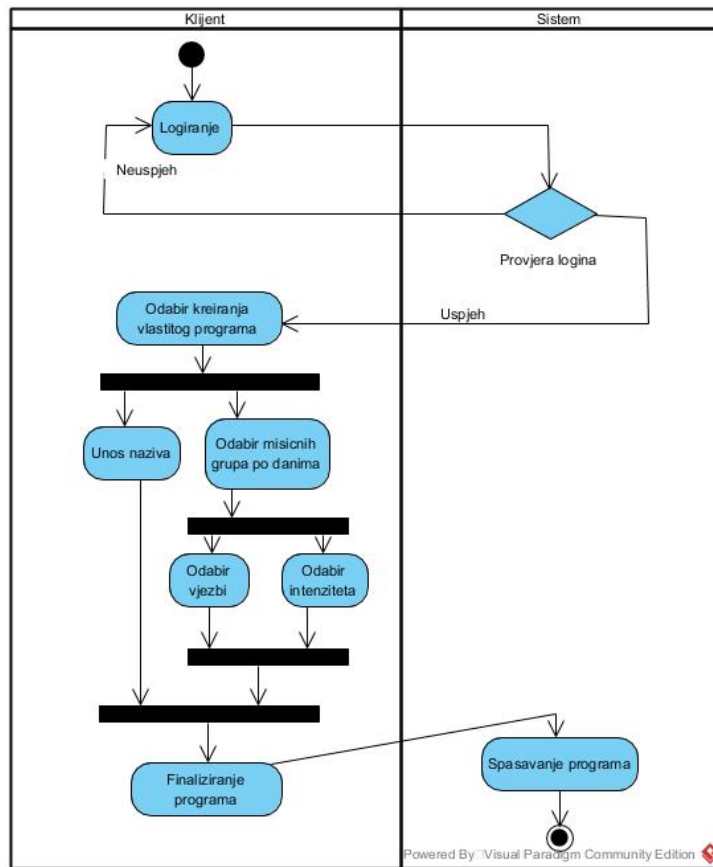 Klijent
Sistem
Logiranje
Neuspjeh
Provjera logina
Odabir kreiranja
vlastitog programa
Uspjeh
Unos naziva
Odabir misicnih
grupa po danima
Odabir
vjezbi
Odabir
intenziteta
Finaliziranje
programa
Spasavanje programa
Powered By Visual Paradigm Community Edition